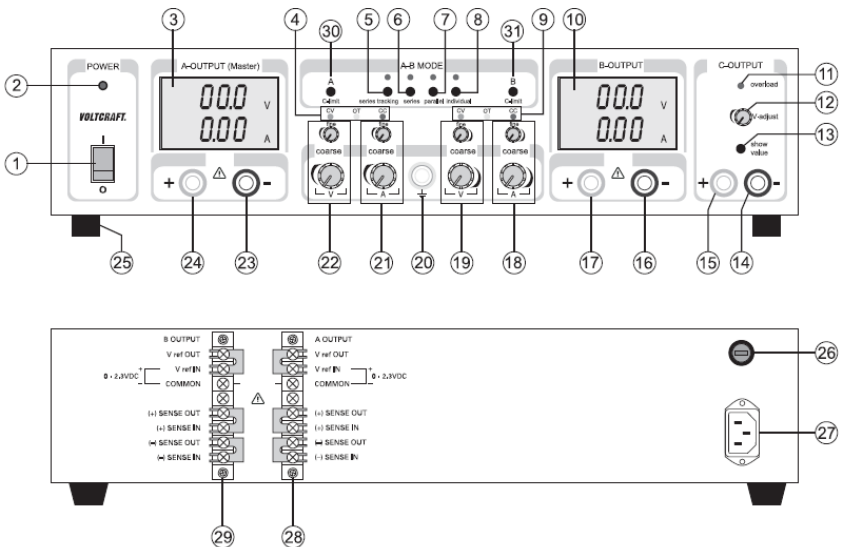 3 4 5 6 7 8 9 10
30 31
POWER A-OUTPUT (Master) A-B MODE B-OUTPUT C-OUTPUT
2
A B
11 overload
C-limit series tracking series parallel individual C-limit
CV OT CC CV OT CC
fine fine fine fine
00.0 V 00.0 V
0.00 A 0.00 A
VOLTCRAFT.
V-adjust 12
show value 13
coarse coarse coarse coarse
1
I
O
+ ⚠ - V A ⏚ V A + ⚠ - + -
25 24 23 22 21 20 19 18 17 16 15 14
B OUTPUT A OUTPUT
V ref OUT V ref OUT
V ref IN V ref IN
0 - 2.3VDC + - + - 0 - 2.3VDC
COMMON COMMON
⚠
(+) SENSE OUT (+) SENSE OUT
(+) SENSE IN (+) SENSE IN
(-) SENSE OUT (-) SENSE OUT
(-) SENSE IN (-) SENSE IN
26
27
29 28